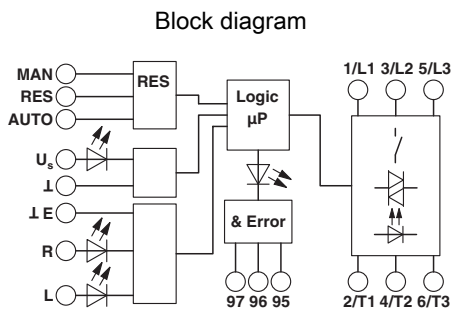 Block diagram
1/L1 3/L2 5/L3
MAN
RES
AUTO
RES
Logic
µP
Us
⊥
⊥ E
R
L
& Error
97 96 95
2/T1 4/T2 6/T3